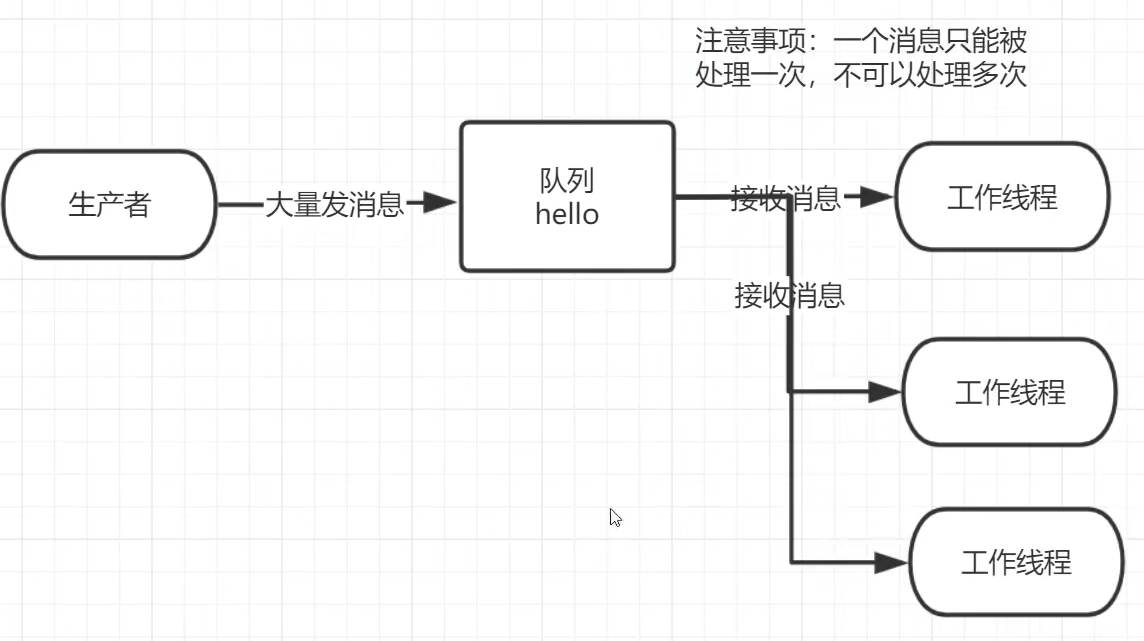 注意事项：一个消息只能被
处理一次，不可以处理多次
生产者
大量发消息
队列
hello
接收消息
工作线程
接收消息
工作线程
工作线程